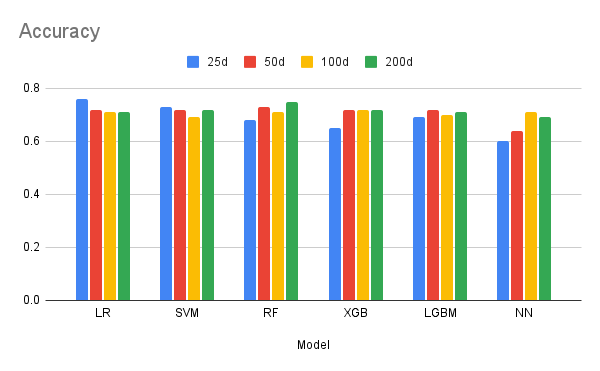 Accuracy
25d 50d 100d 200d
0.8
0.6
0.4
0.2
0.0
LR SVM RF XGB LGBM NN
Model